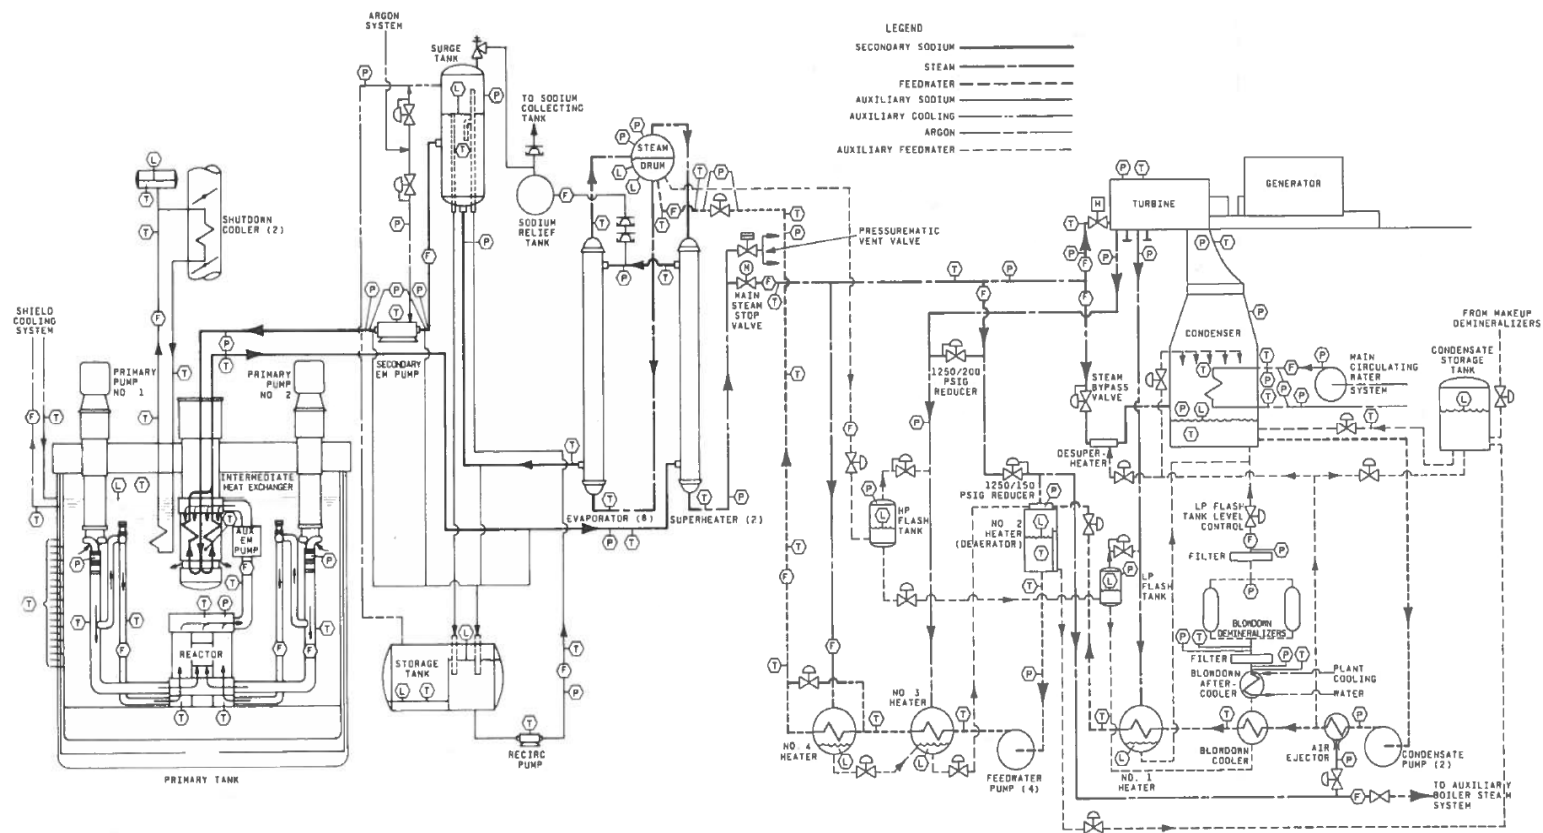 ARGON
SYSTEM
SURGE
TANK
TO SODIUM
COLLECTING
TANK
STEAM
DRUM
SODIUM
RELIEF
TANK
SHUTDOWN
COOLER (2)
LEGEND
SECONDARY SODIUM
STEAM
FEEDWATER
AUXILIARY SODIUM
AUXILIARY COOLING
ARGON
AUXILIARY FEEDWATER
GENERATOR
TURBINE
PRESSUREMATIC
VENT VALVE
MAIN
STEAM
STOP
VALVE
SHIELD
COOLING
SYSTEM
PRIMARY
PUMP
NO 1
PRIMARY
PUMP
NO 2
SECONDARY
EM PUMP
INTERMEDIATE
HEAT EXCHANGER
AUX
EM
PUMP
REACTOR
PRIMARY TANK
EVAPORATOR (8)
SUPERHEATER (2)
STORAGE
TANK
RECIRC
PUMP
1250/200
PSIG
REDUCER
STEAM
BYPASS
VALVE
DESUPER-
HEATER
CONDENSER
MAIN
CIRCULATING
WATER
SYSTEM
FROM MAKEUP
DEMINERALIZERS
CONDENSATE
STORAGE
TANK
1250/150
PSIG REDUCER
HP
FLASH
TANK
NO 2
HEATER
(DEAERATOR)
LP
FLASH
TANK
LP FLASH
TANK LEVEL
CONTROL
FILTER
BLOWDOWN
DEMINERALIZERS
FILTER
BLOWDOWN
AFTER-
COOLER
PLANT
COOLING
WATER
NO. 4
HEATER
NO 3
HEATER
FEEDWATER
PUMP (4)
NO. 1
HEATER
BLOWDOWN
COOLER
AIR
EJECTOR
CONDENSATE
PUMP (2)
TO AUXILIARY
BOILER STEAM
SYSTEM